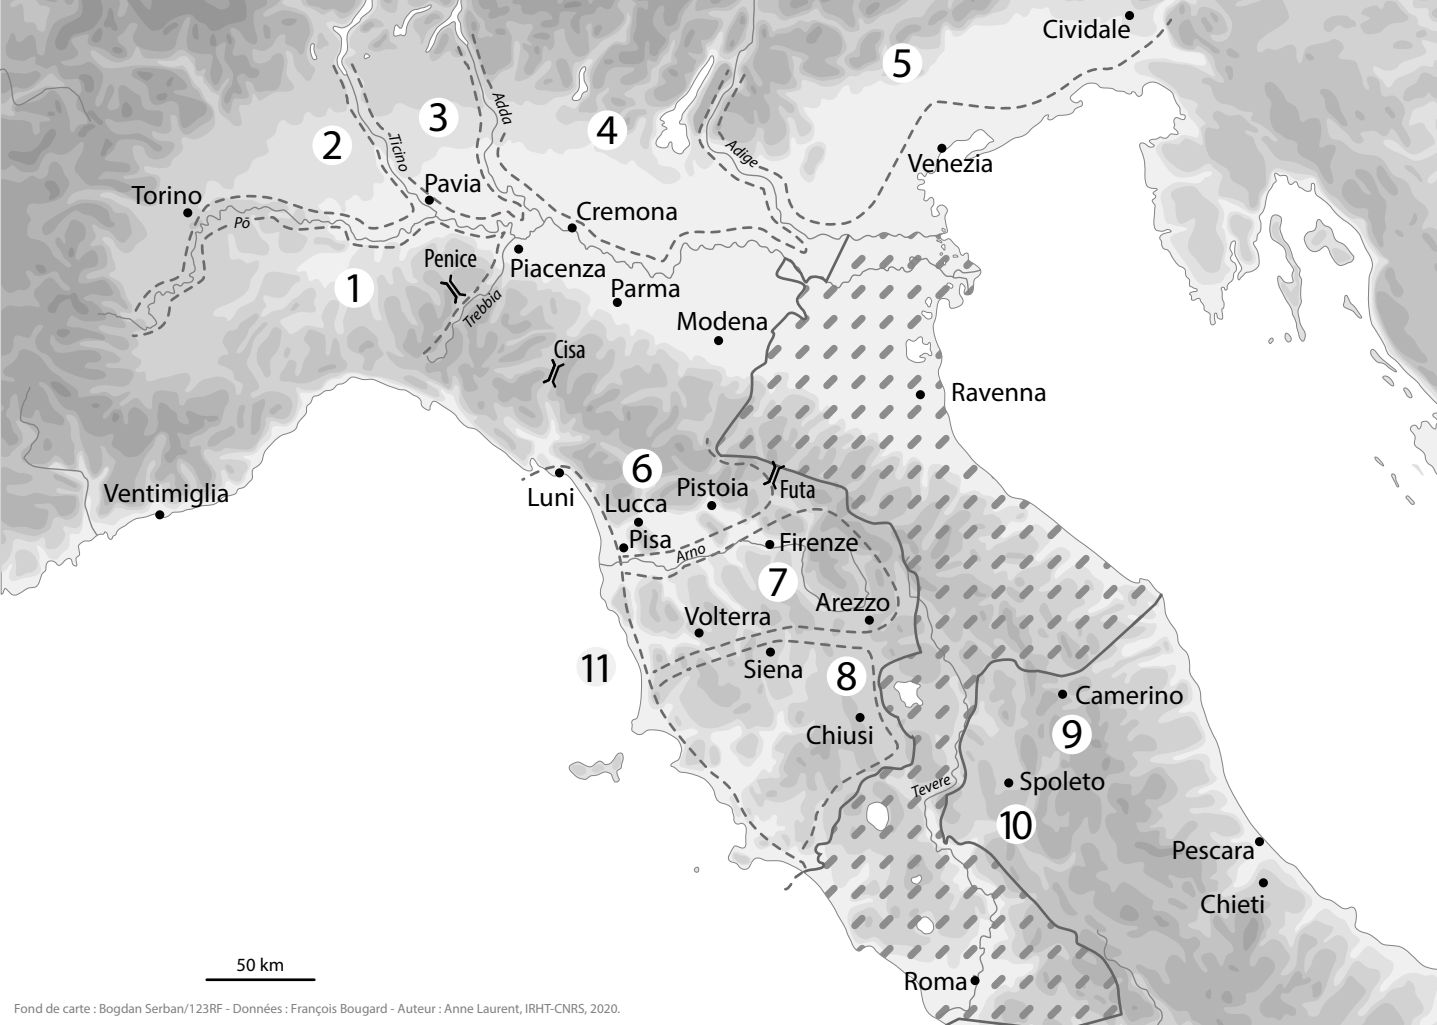 Cividale
5
Adda
3
4
2
Ticino
Adige
Venezia
Pavia
Torino
Cremona
Pô
Penice
Piacenza
1
Parma
Trebbia
Modena
Cisa
Ravenna
6
Luni
Pistoia
Futa
Ventimiglia
Lucca
Pisa
Arno
Firenze
7
Arezzo
Volterra
11
Siena
8
Camerino
Chiusi
9
Tevere
Spoleto
10
Pescara
Chieti
50 km
Roma
Fond de carte : Bogdan Serban/123RF - Données : François Bougard - Auteur : Anne Laurent, IRHT-CNRS, 2020.